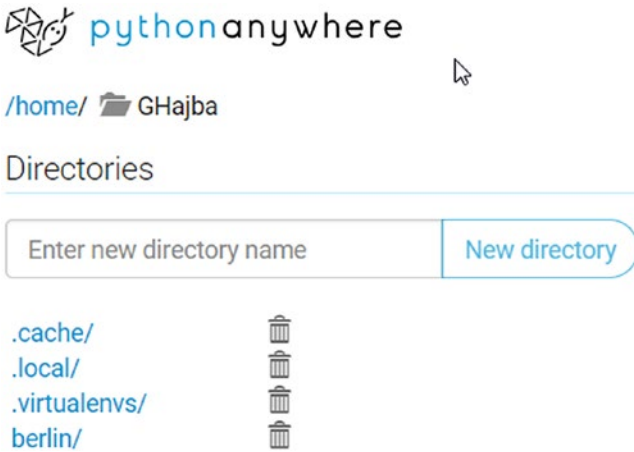 pythonanywhere
/home/ GHajba
Directories
Enter new directory name New directory
.cache/
.local/
.virtualenvs/
berlin/